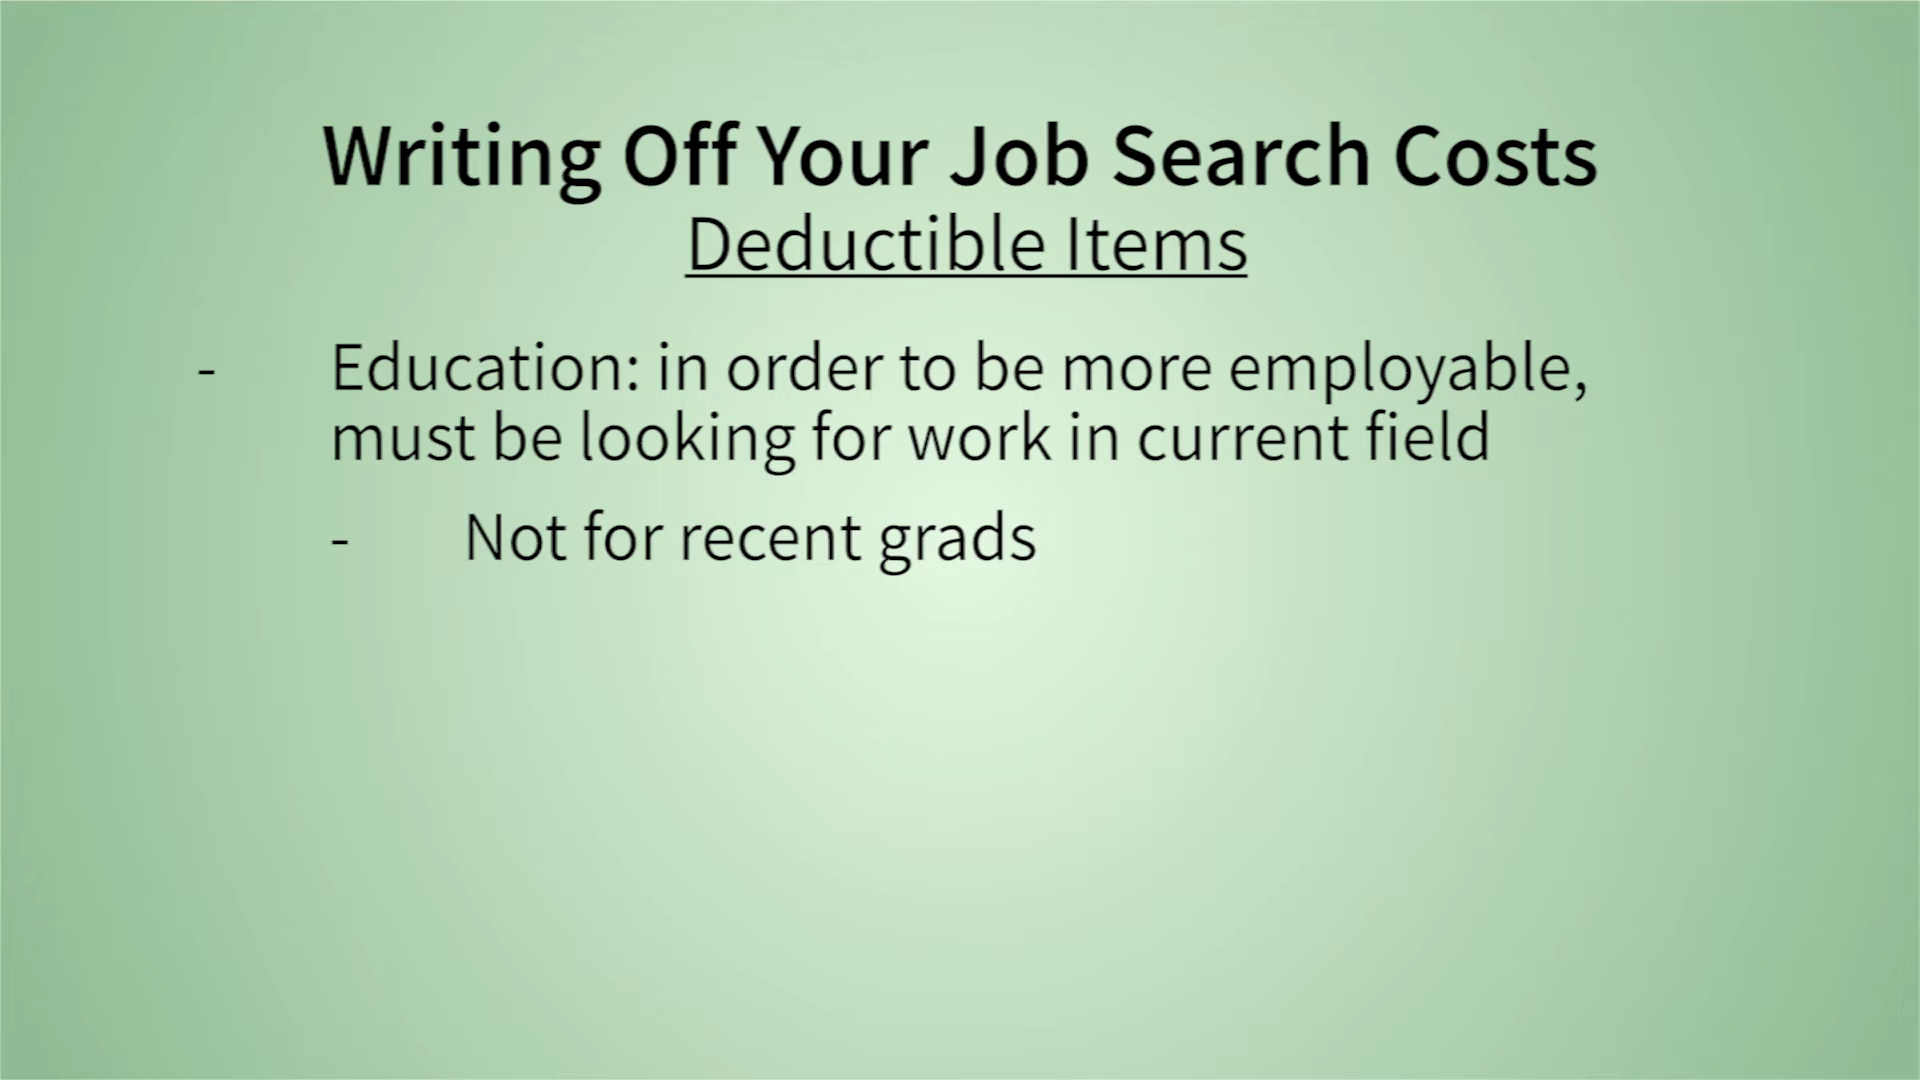 Writing Off Your Job Search Costs
Deductible Items
- Education: in order to be more employable,
must be looking for work in current field
- Not for recent grads